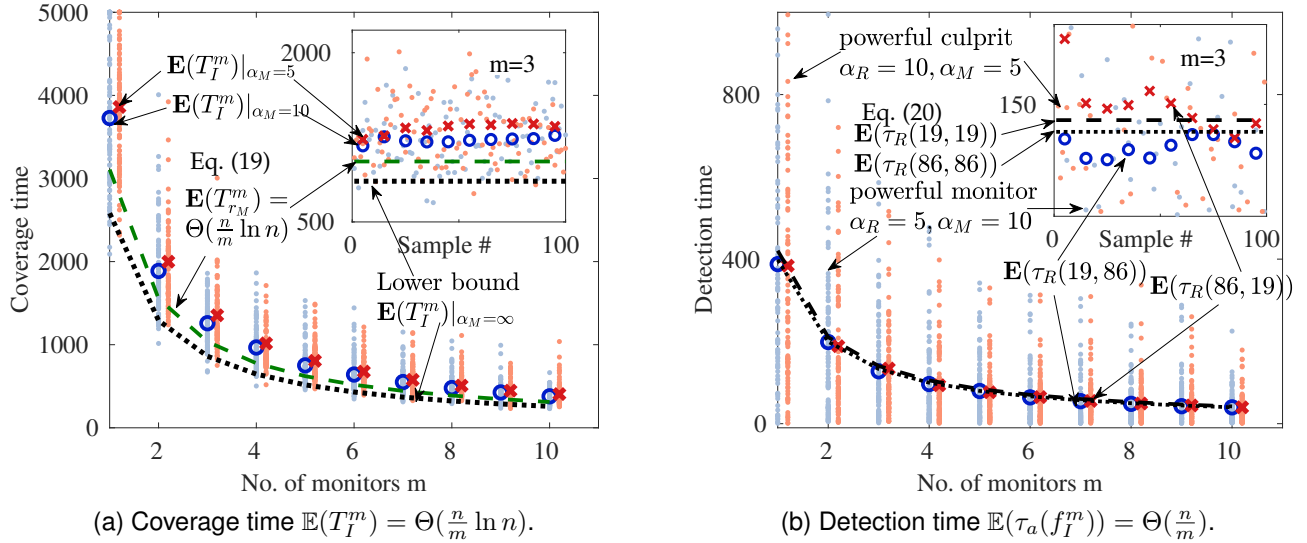 5000
4000
3000
2000
1000
0
Coverage time
2
4
6
8
10
No. of monitors m
E(T_I^m)|_{α_M=5}
E(T_I^m)|_{α_M=10}
Eq. (19)
E(T_{r_M}^m) =
Θ(n/m ln n)
2000
500
m=3
0
Sample #
100
Lower bound
E(T_I^m)|_{α_M=∞}
(a) Coverage time 𝔼(T_I^m) = Θ(n/m ln n).
800
400
0
Detection time
2
4
6
8
10
No. of monitors m
powerful culprit
α_R = 10, α_M = 5
Eq. (20)
E(τ_R(19, 19))
E(τ_R(86, 86))
powerful monitor
α_R = 5, α_M = 10
m=3
150
0
Sample #
100
E(τ_R(19, 86))
E(τ_R(86, 19))
(b) Detection time 𝔼(τ_a(f_I^m)) = Θ(n/m).